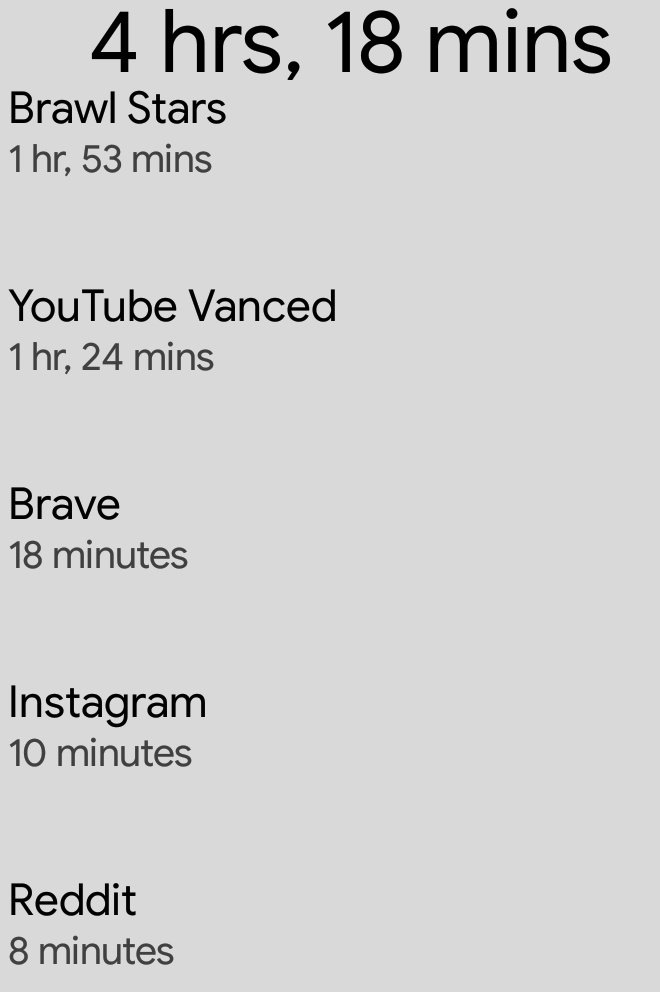 4 hrs, 18 mins
Brawl Stars
1 hr, 53 mins
YouTube Vanced
1 hr, 24 mins
Brave
18 minutes
Instagram
10 minutes
Reddit
8 minutes